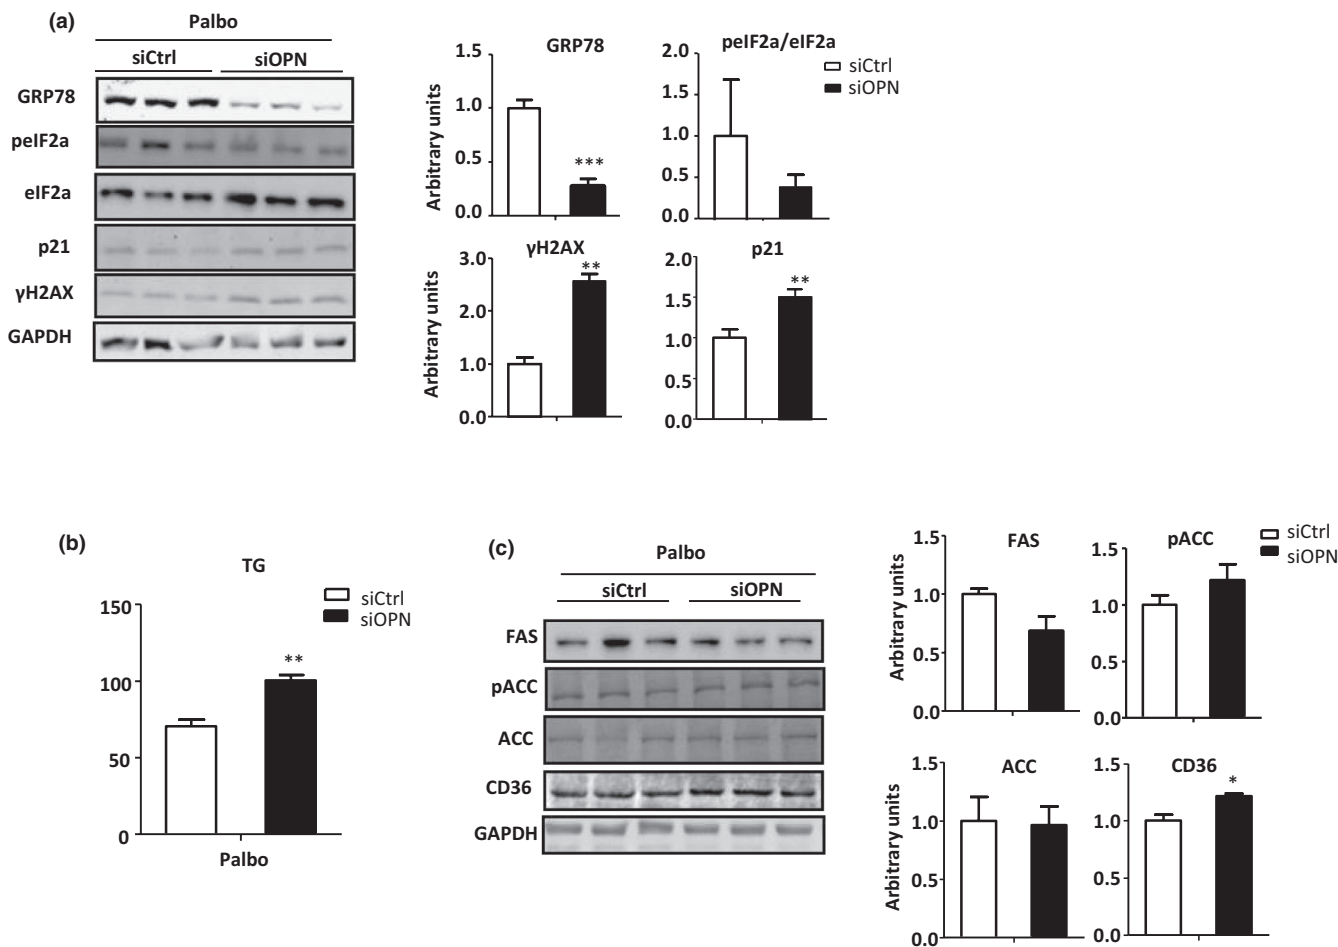 (a)
Palbo
siCtrl siOPN
GRP78
peIF2a
eIF2a
p21
γH2AX
GAPDH
GRP78
Arbitrary units
1.5
1.0
0.5
0.0
***
peIF2a/eIF2a
2.0
1.5
1.0
0.5
0.0
siCtrl
siOPN
γH2AX
Arbitrary units
3.0
2.0
1.0
0.0
**
p21
2.0
1.5
1.0
0.5
0.0
**
(b)
TG
150
100
50
0
**
siCtrl
siOPN
Palbo
(c)
Palbo
siCtrl siOPN
FAS
pACC
ACC
CD36
GAPDH
FAS
Arbitrary units
1.5
1.0
0.5
0.0
pACC
1.5
1.0
0.5
0.0
siCtrl
siOPN
ACC
Arbitrary units
1.5
1.0
0.5
0.0
CD36
1.5
1.0
0.5
0.0
*